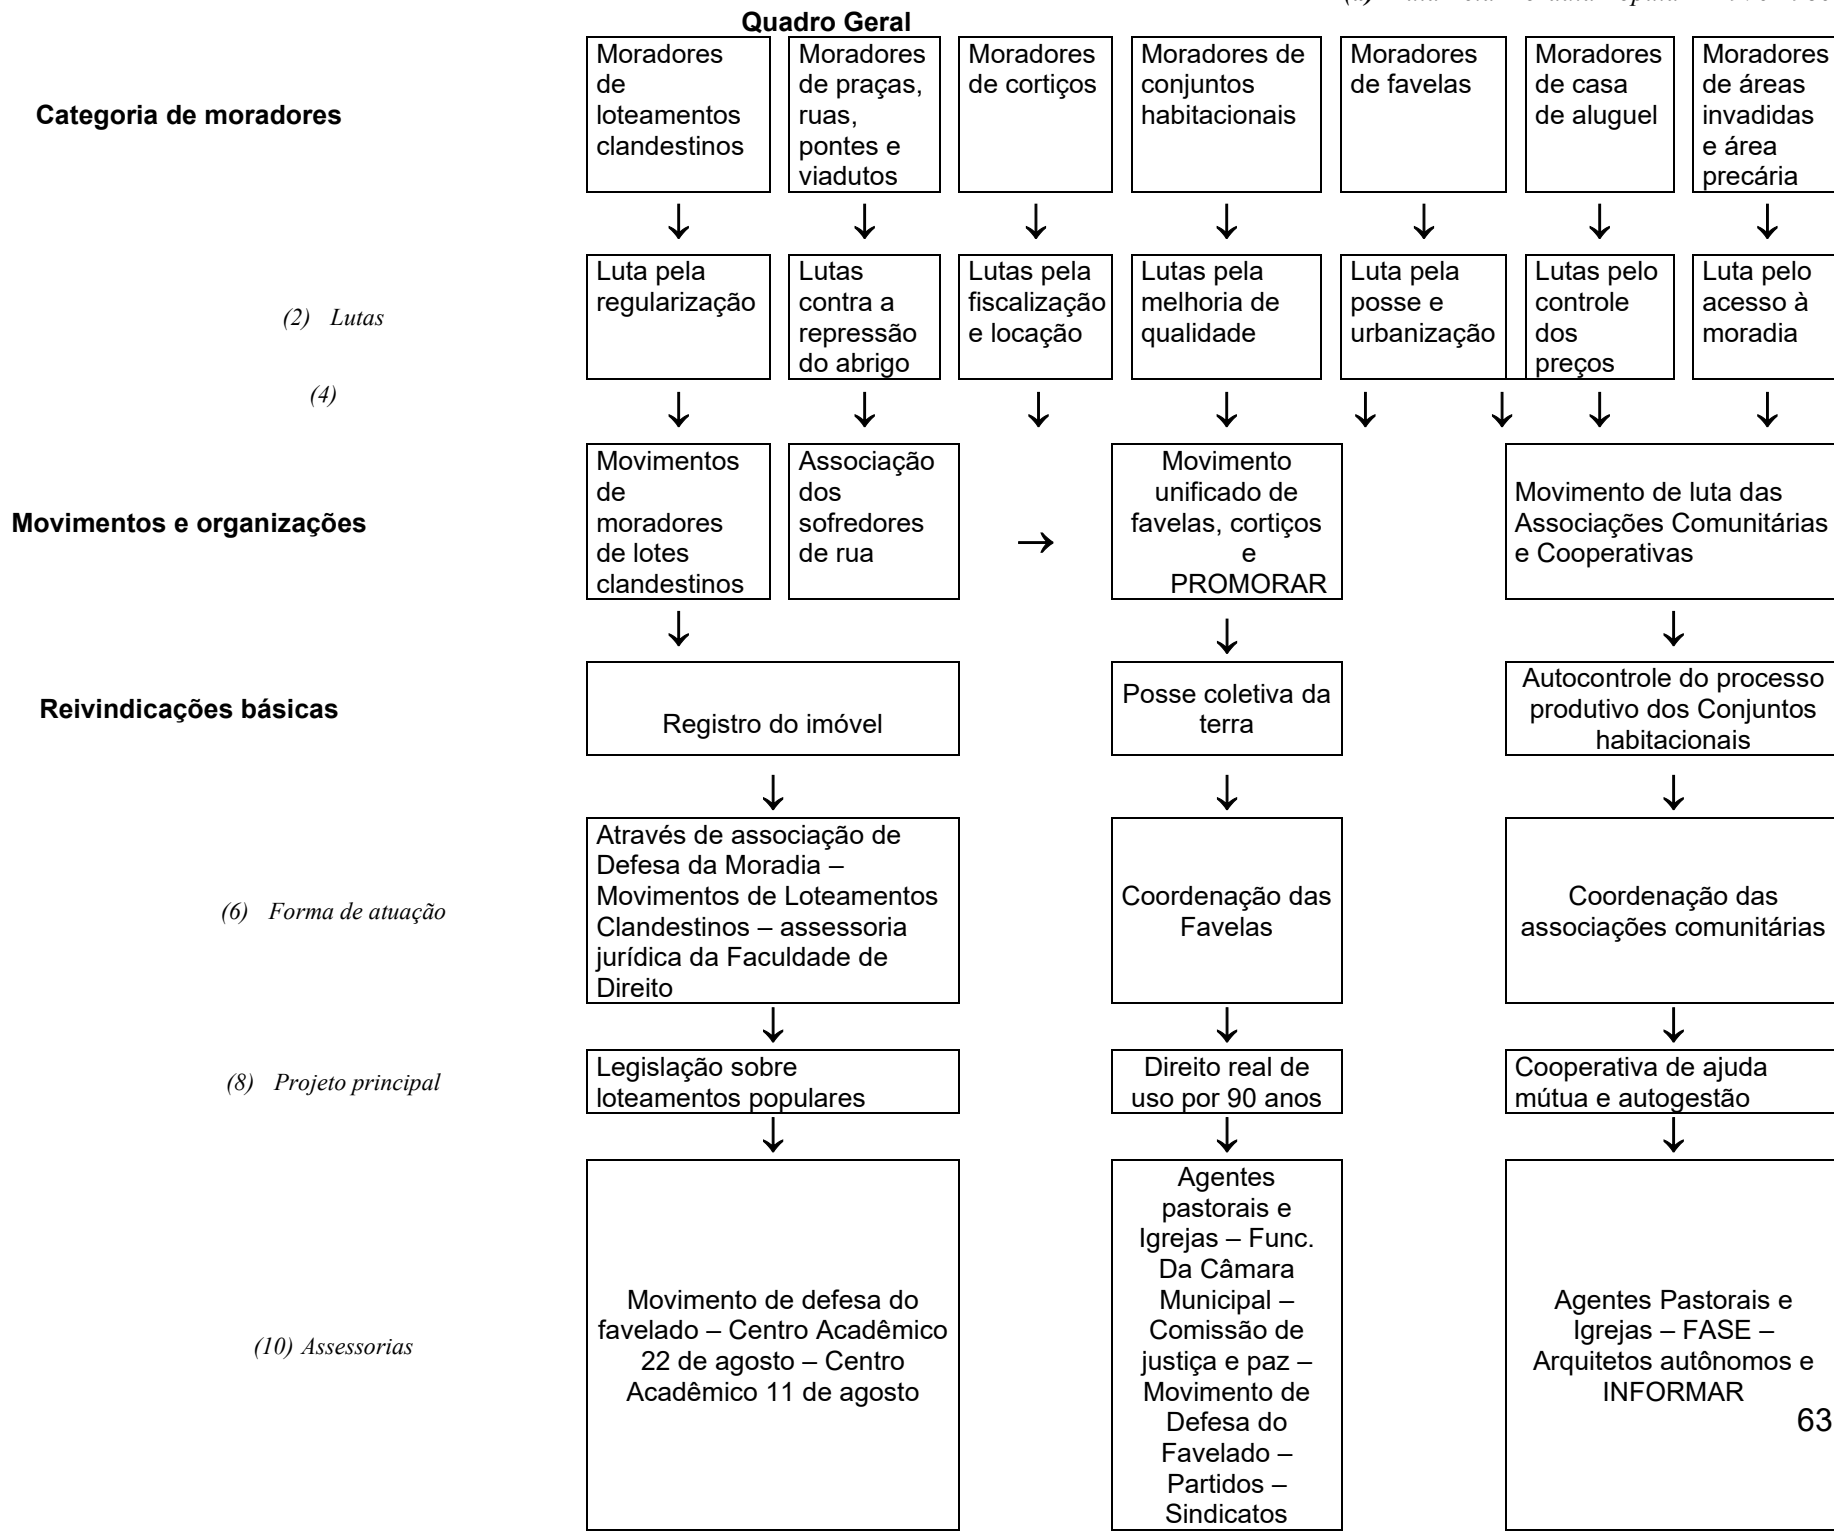 Quadro Geral
Categoria de moradores
Moradores
de
loteamentos
clandestinos
Moradores
de praças,
ruas,
pontes e
viadutos
Moradores
de cortiços
Moradores de
conjuntos
habitacionais
Moradores
de favelas
Moradores
de casa
de aluguel
Moradores
de áreas
invadidas
e área
precária
(2) Lutas
Luta pela
regularização
Lutas
contra a
repressão
do abrigo
Lutas pela
fiscalização
e locação
Lutas pela
melhoria de
qualidade
Luta pela
posse e
urbanização
Lutas pelo
controle
dos
preços
Luta pelo
acesso à
moradia
(4)
Movimentos e organizações
Movimentos
de
moradores
de lotes
clandestinos
Associação
dos
sofredores
de rua
Movimento
unificado de
favelas, cortiços
e
PROMORAR
Movimento de luta das
Associações Comunitárias
e Cooperativas
Reivindicações básicas
Registro do imóvel
Posse coletiva da
terra
Autocontrole do processo
produtivo dos Conjuntos
habitacionais
(6) Forma de atuação
Através de associação de
Defesa da Moradia –
Movimentos de Loteamentos
Clandestinos – assessoria
jurídica da Faculdade de
Direito
Coordenação das
Favelas
Coordenação das
associações comunitárias
(8) Projeto principal
Legislação sobre
loteamentos populares
Direito real de
uso por 90 anos
Cooperativa de ajuda
mútua e autogestão
(10) Assessorias
Movimento de defesa do
favelado – Centro Acadêmico
22 de agosto – Centro
Acadêmico 11 de agosto
Agentes
pastorais e
Igrejas – Func.
Da Câmara
Municipal –
Comissão de
justiça e paz –
Movimento de
Defesa do
Favelado –
Partidos –
Sindicatos
Agentes Pastorais e
Igrejas – FASE –
Arquitetos autônomos e
INFORMAR
63